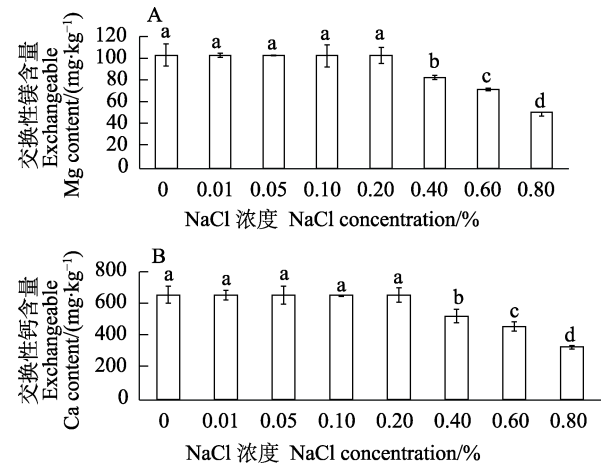 A
交换性镁含量
Exchangeable
Mg content/(mg·kg⁻¹)
120
100
80
60
40
20
0
a a a a a b c d
0 0.01 0.05 0.10 0.20 0.40 0.60 0.80
NaCl 浓度 NaCl concentration/%
B
交换性钙含量
Exchangeable
Ca content/(mg·kg⁻¹)
800
600
400
200
0
a a a a a b c d
0 0.01 0.05 0.10 0.20 0.40 0.60 0.80
NaCl 浓度 NaCl concentration/%